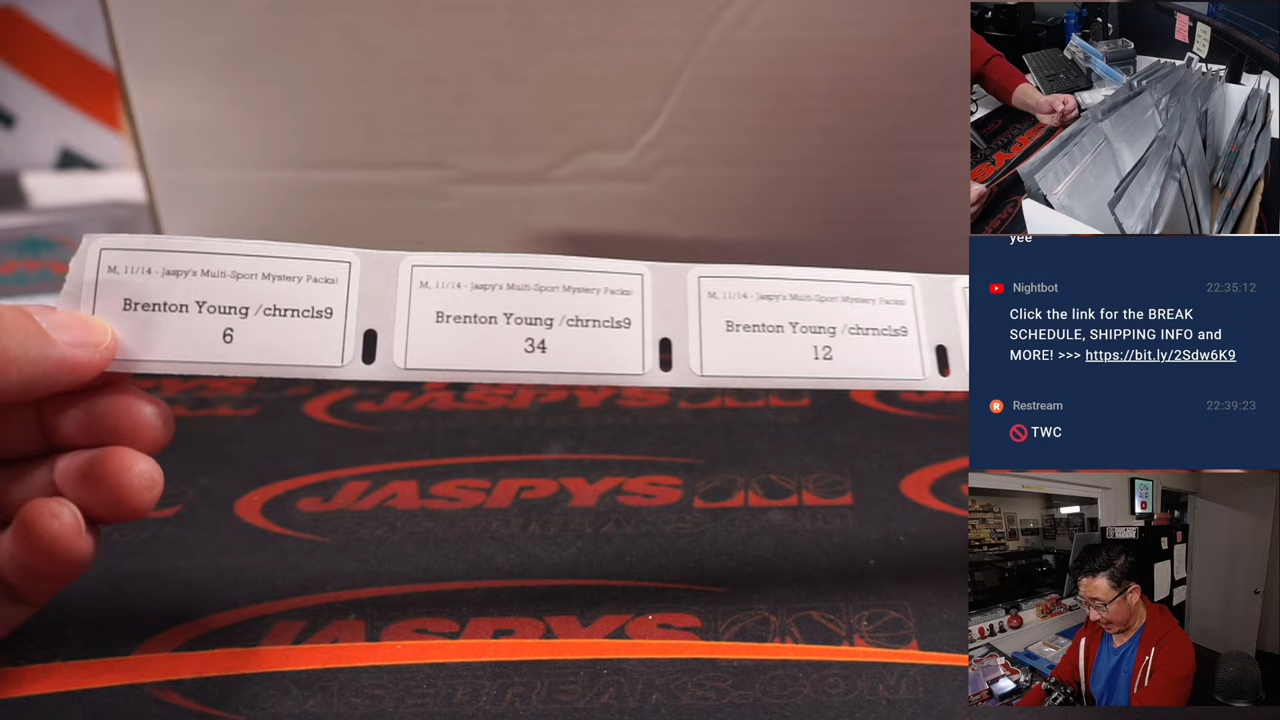 M, 11/14 - Jaspy's Multi-Sport Mystery Packs!
Brenton Young /chrncls9
6
M, 11/14 - Jaspy's Multi-Sport Mystery Packs!
Brenton Young /chrncls9
34
M, 11/14 - Jaspy's Multi-Sport Mystery Packs!
Brenton Young /chrncls9
12
JASPYS
JASPYS
JASPYS
yee
Nightbot 22:35:12
Click the link for the BREAK
SCHEDULE, SHIPPING INFO and
MORE! >>> https://bit.ly/2Sdw6K9
Restream 22:39:23
TWC
ON
AIR